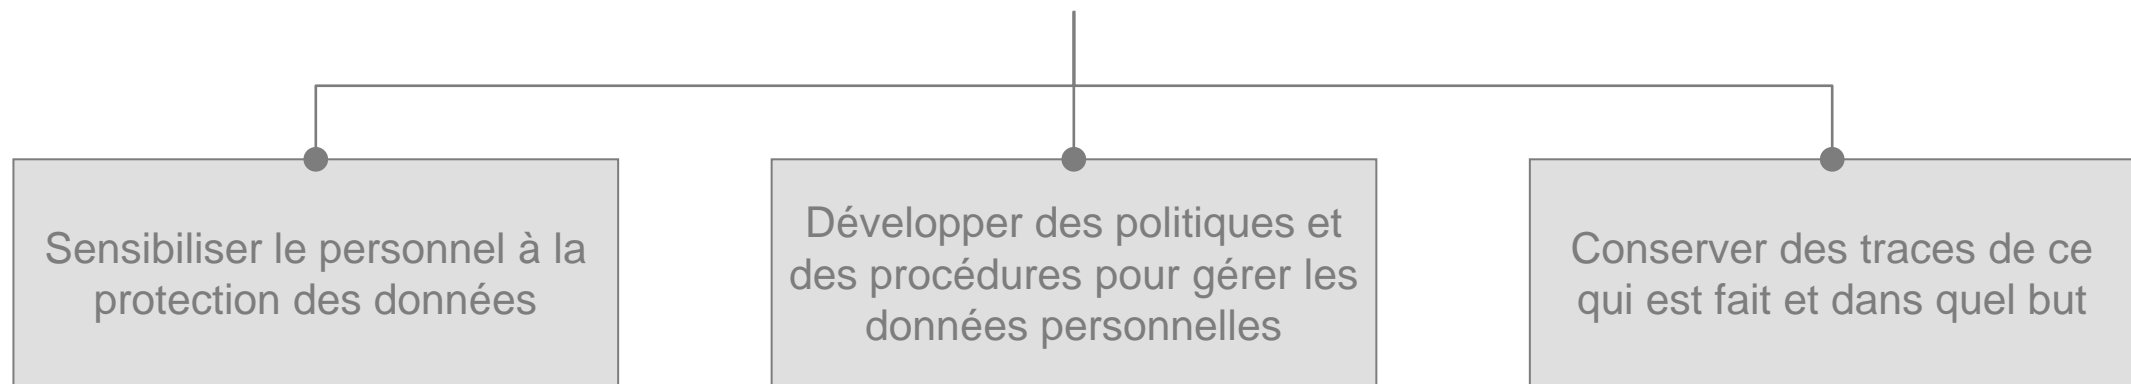 Sensibiliser le personnel à la
protection des données
Développer des politiques et
des procédures pour gérer les
données personnelles
Conserver des traces de ce
qui est fait et dans quel but